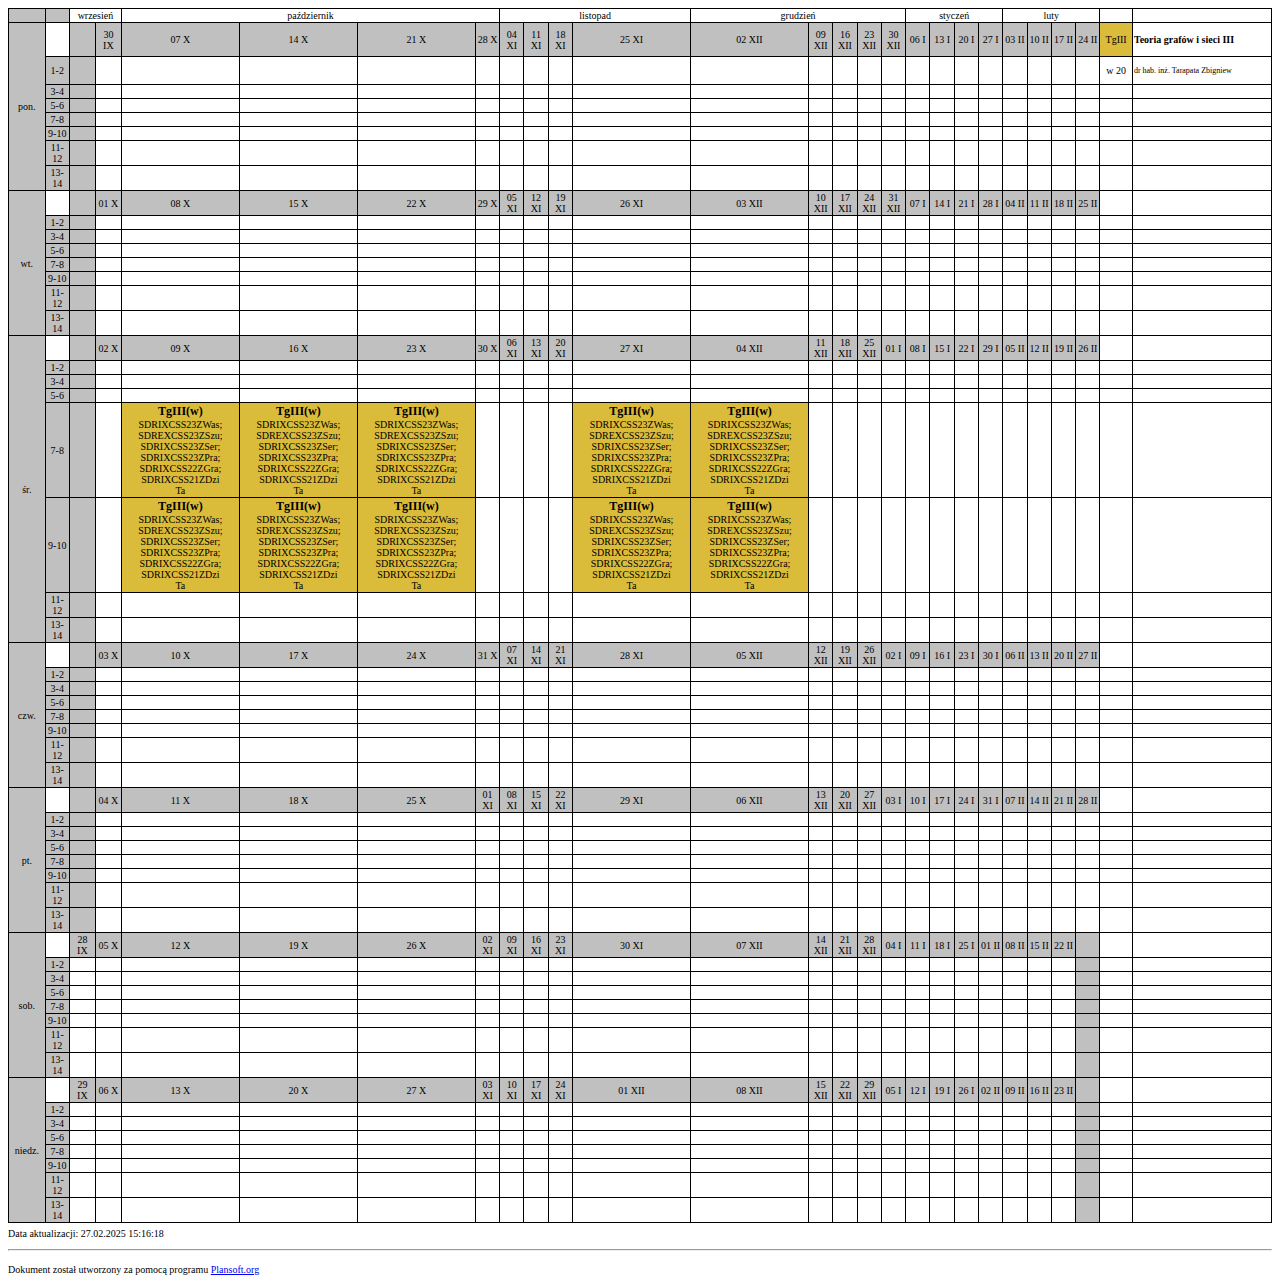 wrzesień październik listopad grudzień styczeń luty
pon. 30 IX 07 X 14 X 21 X 28 X 04 XI 11 XI 18 XI 25 XI 02 XII 09 XII 16 XII 23 XII 30 XII 06 I 13 I 20 I 27 I 03 II 10 II 17 II 24 II TgIII Teoria grafów i sieci III
1-2 w 20 dr hab. inż. Tarapata Zbigniew
3-4
5-6
7-8
9-10
11-12
13-14
wt. 01 X 08 X 15 X 22 X 29 X 05 XI 12 XI 19 XI 26 XI 03 XII 10 XII 17 XII 24 XII 31 XII 07 I 14 I 21 I 28 I 04 II 11 II 18 II 25 II
1-2
3-4
5-6
7-8
9-10
11-12
13-14
śr. 02 X 09 X 16 X 23 X 30 X 06 XI 13 XI 20 XI 27 XI 04 XII 11 XII 18 XII 25 XII 01 I 08 I 15 I 22 I 29 I 05 II 12 II 19 II 26 II
1-2
3-4
5-6
7-8
TgIII(w) TgIII(w) TgIII(w) TgIII(w) TgIII(w)
SDRIXCSS23ZWas; SDRIXCSS23ZWas; SDRIXCSS23ZWas; SDRIXCSS23ZWas; SDRIXCSS23ZWas;
SDREXCSS23ZSzu; SDREXCSS23ZSzu; SDREXCSS23ZSzu; SDREXCSS23ZSzu; SDREXCSS23ZSzu;
SDRIXCSS23ZSer; SDRIXCSS23ZSer; SDRIXCSS23ZSer; SDRIXCSS23ZSer; SDRIXCSS23ZSer;
SDRIXCSS23ZPra; SDRIXCSS23ZPra; SDRIXCSS23ZPra; SDRIXCSS23ZPra; SDRIXCSS23ZPra;
SDRIXCSS22ZGra; SDRIXCSS22ZGra; SDRIXCSS22ZGra; SDRIXCSS22ZGra; SDRIXCSS22ZGra;
SDRIXCSS21ZDzi SDRIXCSS21ZDzi SDRIXCSS21ZDzi SDRIXCSS21ZDzi SDRIXCSS21ZDzi
Ta Ta Ta Ta Ta
9-10
TgIII(w) TgIII(w) TgIII(w) TgIII(w) TgIII(w)
SDRIXCSS23ZWas; SDRIXCSS23ZWas; SDRIXCSS23ZWas; SDRIXCSS23ZWas; SDRIXCSS23ZWas;
SDREXCSS23ZSzu; SDREXCSS23ZSzu; SDREXCSS23ZSzu; SDREXCSS23ZSzu; SDREXCSS23ZSzu;
SDRIXCSS23ZSer; SDRIXCSS23ZSer; SDRIXCSS23ZSer; SDRIXCSS23ZSer; SDRIXCSS23ZSer;
SDRIXCSS23ZPra; SDRIXCSS23ZPra; SDRIXCSS23ZPra; SDRIXCSS23ZPra; SDRIXCSS23ZPra;
SDRIXCSS22ZGra; SDRIXCSS22ZGra; SDRIXCSS22ZGra; SDRIXCSS22ZGra; SDRIXCSS22ZGra;
SDRIXCSS21ZDzi SDRIXCSS21ZDzi SDRIXCSS21ZDzi SDRIXCSS21ZDzi SDRIXCSS21ZDzi
Ta Ta Ta Ta Ta
11-12
13-14
czw. 03 X 10 X 17 X 24 X 31 X 07 XI 14 XI 21 XI 28 XI 05 XII 12 XII 19 XII 26 XII 02 I 09 I 16 I 23 I 30 I 06 II 13 II 20 II 27 II
1-2
3-4
5-6
7-8
9-10
11-12
13-14
pt. 04 X 11 X 18 X 25 X 01 XI 08 XI 15 XI 22 XI 29 XI 06 XII 13 XII 20 XII 27 XII 03 I 10 I 17 I 24 I 31 I 07 II 14 II 21 II 28 II
1-2
3-4
5-6
7-8
9-10
11-12
13-14
sob. 28 IX 05 X 12 X 19 X 26 X 02 XI 09 XI 16 XI 23 XI 30 XI 07 XII 14 XII 21 XII 28 XII 04 I 11 I 18 I 25 I 01 II 08 II 15 II 22 II
1-2
3-4
5-6
7-8
9-10
11-12
13-14
niedz. 29 IX 06 X 13 X 20 X 27 X 03 XI 10 XI 17 XI 24 XI 01 XII 08 XII 15 XII 22 XII 29 XII 05 I 12 I 19 I 26 I 02 II 09 II 16 II 23 II
1-2
3-4
5-6
7-8
9-10
11-12
13-14
Data aktualizacji: 27.02.2025 15:16:18
Dokument został utworzony za pomocą programu Plansoft.org